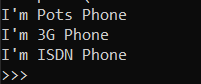 I'm Pots Phone
I'm 3G Phone
I'm ISDN Phone
>>>